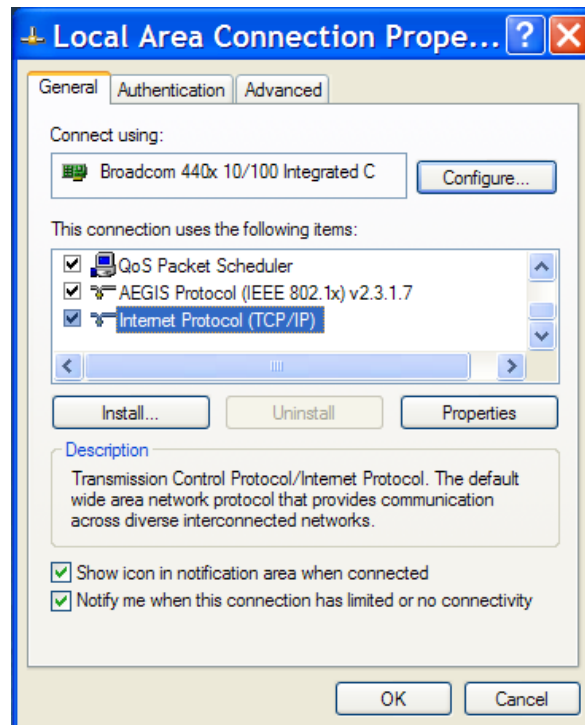 Local Area Connection Prope...
General Authentication Advanced
Connect using:
Broadcom 440x 10/100 Integrated C
Configure...
This connection uses the following items:
QoS Packet Scheduler
AEGIS Protocol (IEEE 802.1x) v2.3.1.7
Internet Protocol (TCP/IP)
Install... Uninstall Properties
Description
Transmission Control Protocol/Internet Protocol. The default
wide area network protocol that provides communication
across diverse interconnected networks.
Show icon in notification area when connected
Notify me when this connection has limited or no connectivity
OK Cancel